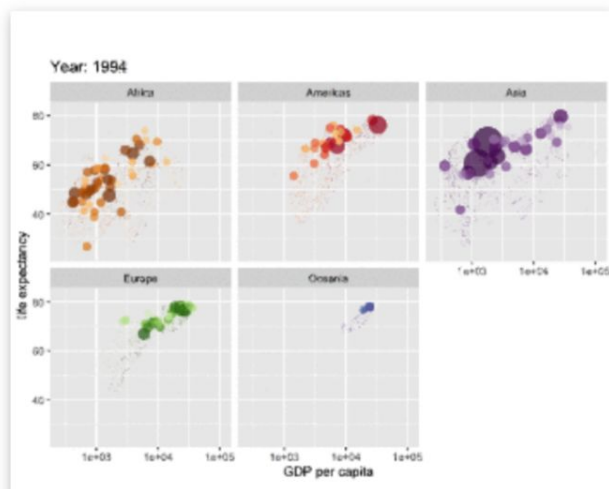 Year: 1994
Africa
Americas
Asia
80
60
40
life expectancy
1e+03 1e+04 1e+05
Europe
Oceania
80
60
40
1e+03 1e+04 1e+05
1e+03 1e+04 1e+05
GDP per capita